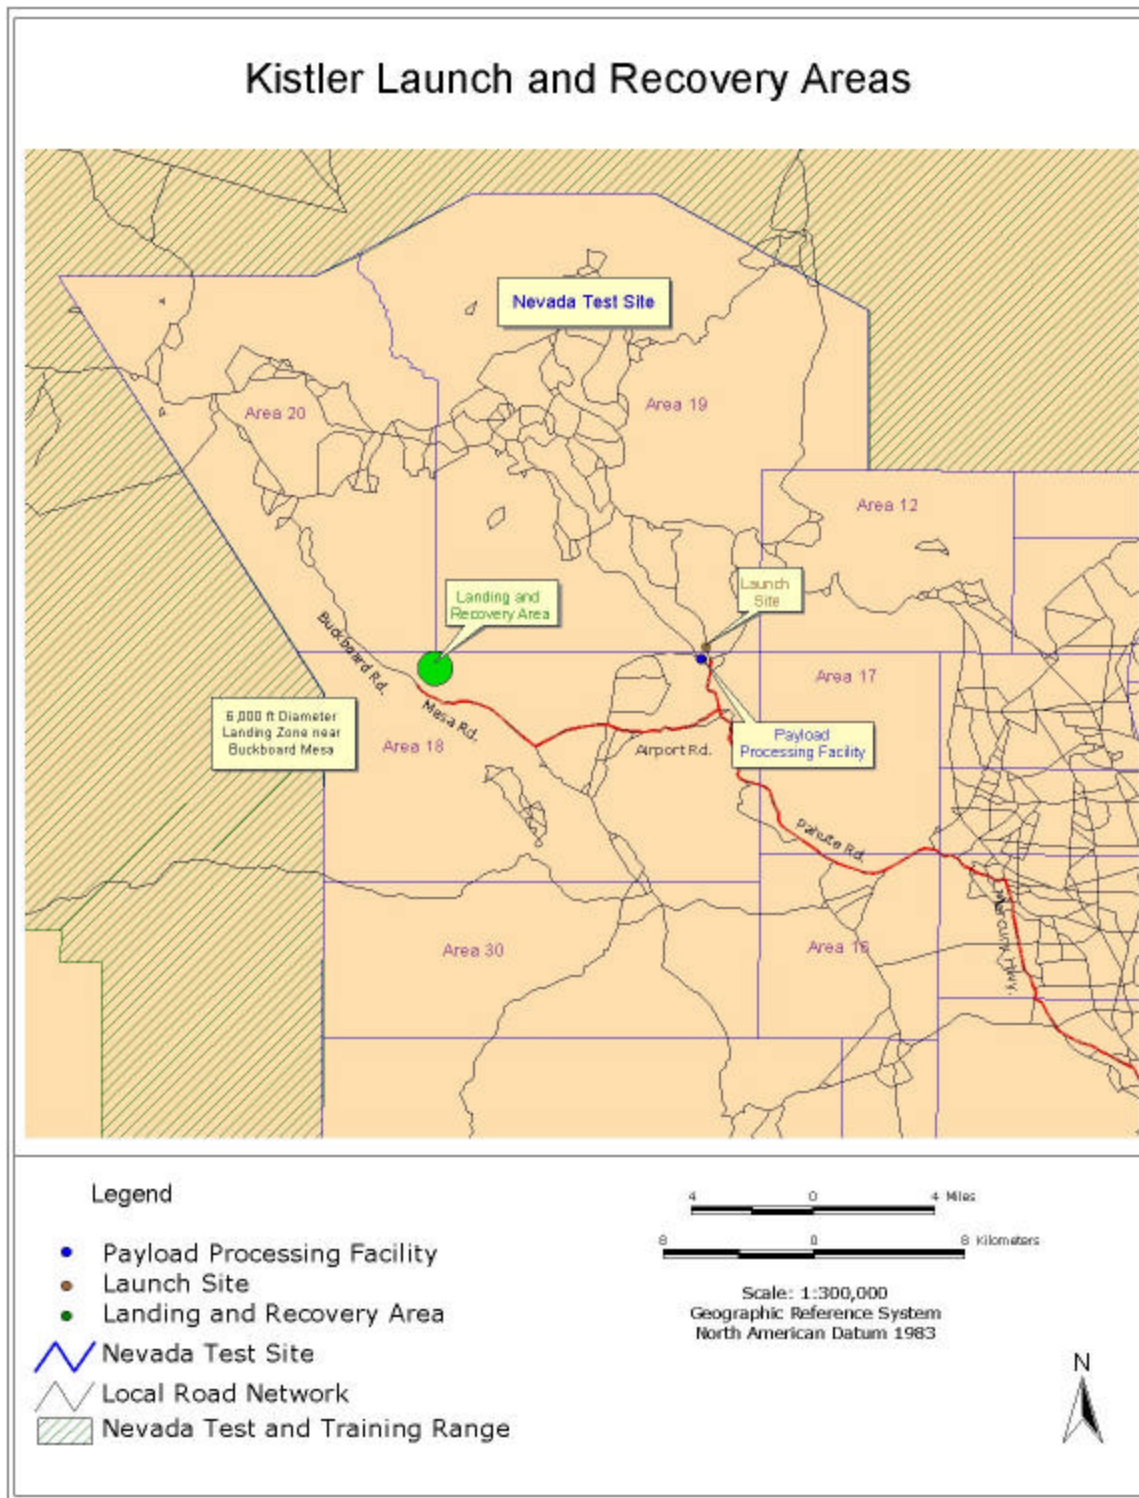 Kistler Launch and Recovery Areas
Nevada Test Site
Area 20
Area 19
Area 12
Launch
Site
Landing and
Recovery Area
Buckboard Rd.
Area 17
6,000 ft Diameter
Landing Zone near
Buckboard Mesa
Mesa Rd.
Area 18
Airport Rd.
Payload
Processing Facility
Pahute Rd.
Area 30
Area 16
Mercury Hwy.
Legend
Payload Processing Facility
Launch Site
Landing and Recovery Area
Nevada Test Site
Local Road Network
Nevada Test and Training Range
4 0 4 Miles
8 0 8 Kilometers
Scale: 1:300,000
Geographic Reference System
North American Datum 1983
N